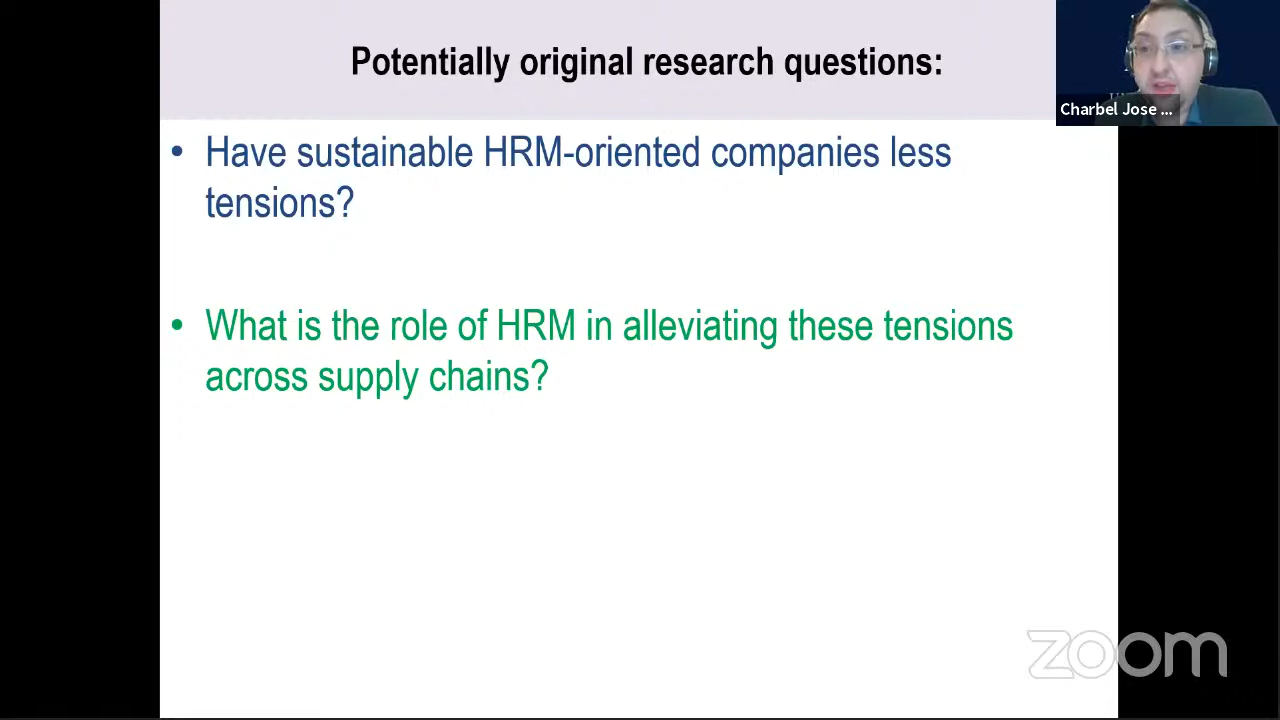 Potentially original research questions:
Charbel Jose ...
• Have sustainable HRM-oriented companies less
tensions?
• What is the role of HRM in alleviating these tensions
across supply chains?
zoom